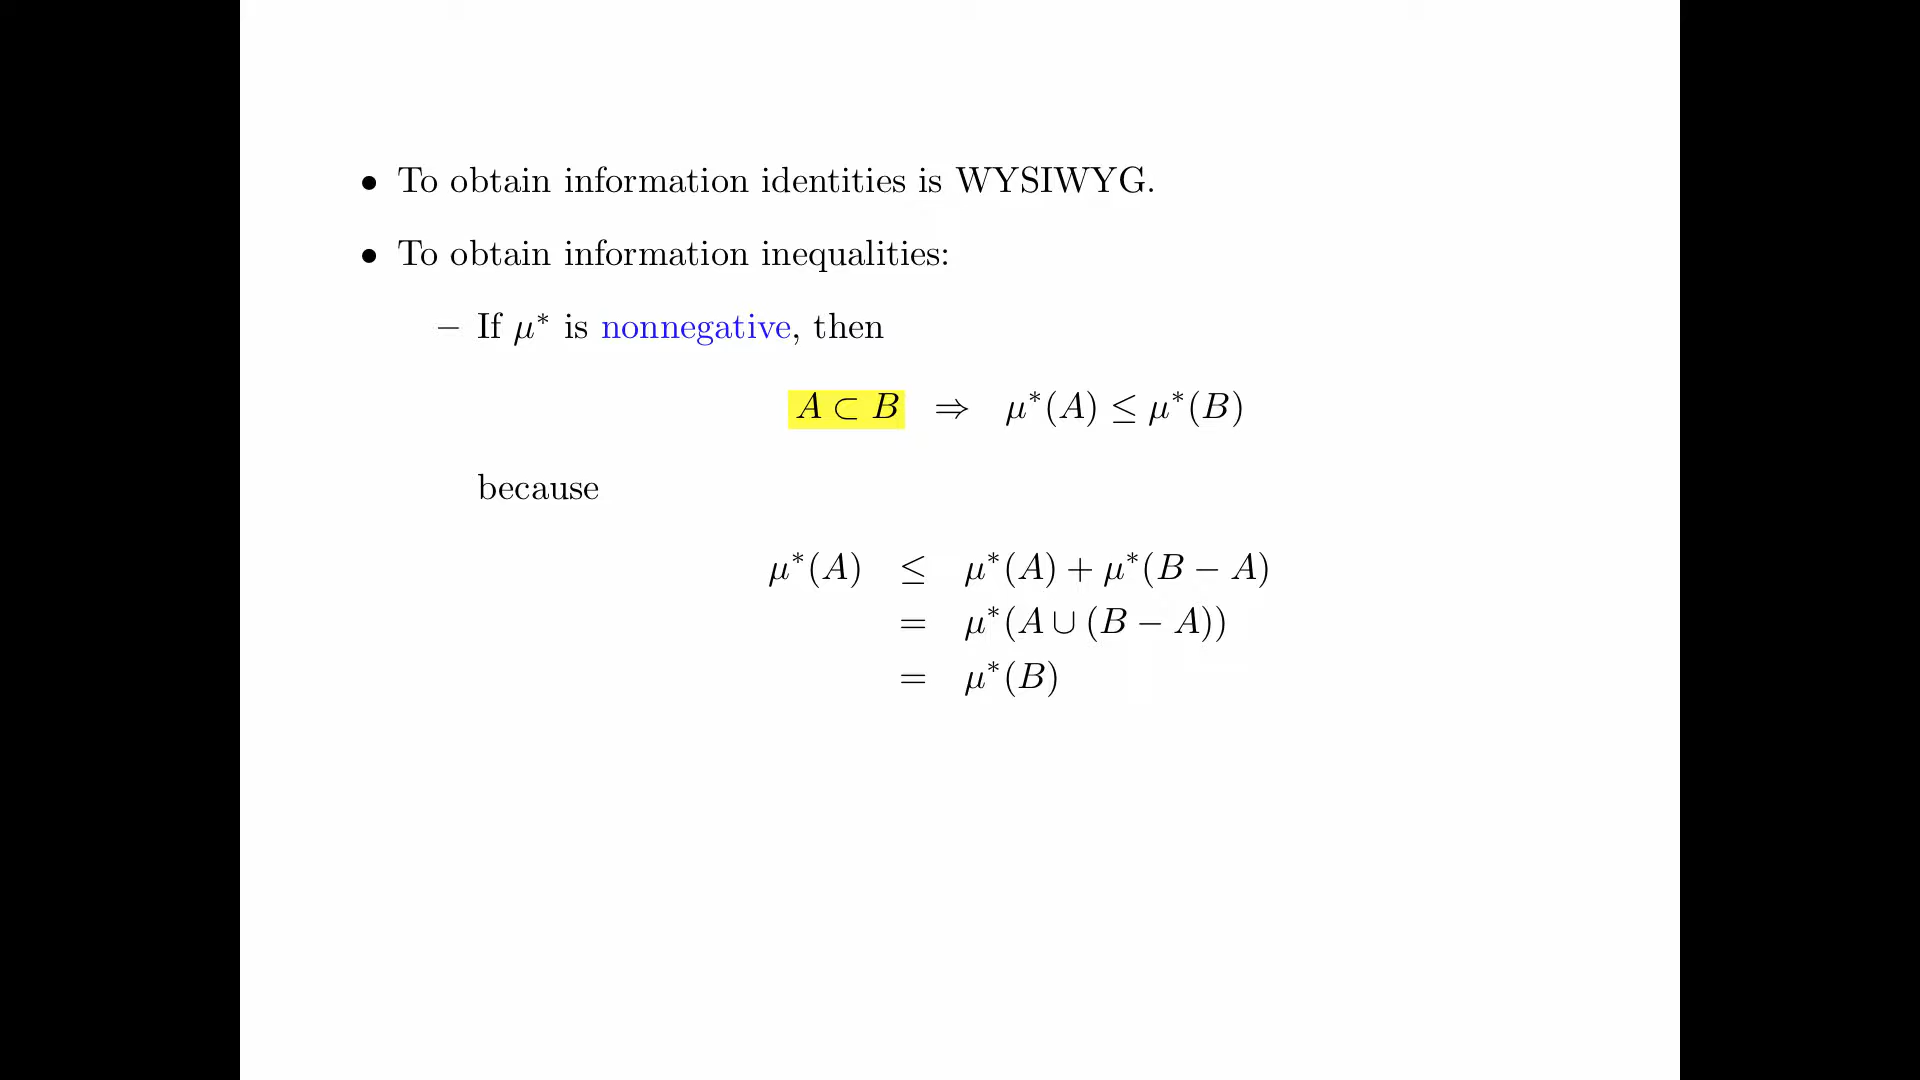 • To obtain information identities is WYSIWYG.
• To obtain information inequalities:
– If μ* is nonnegative, then
A ⊂ B ⇒ μ*(A) ≤ μ*(B)
because
μ*(A) ≤ μ*(A) + μ*(B − A)
= μ*(A ∪ (B − A))
= μ*(B)